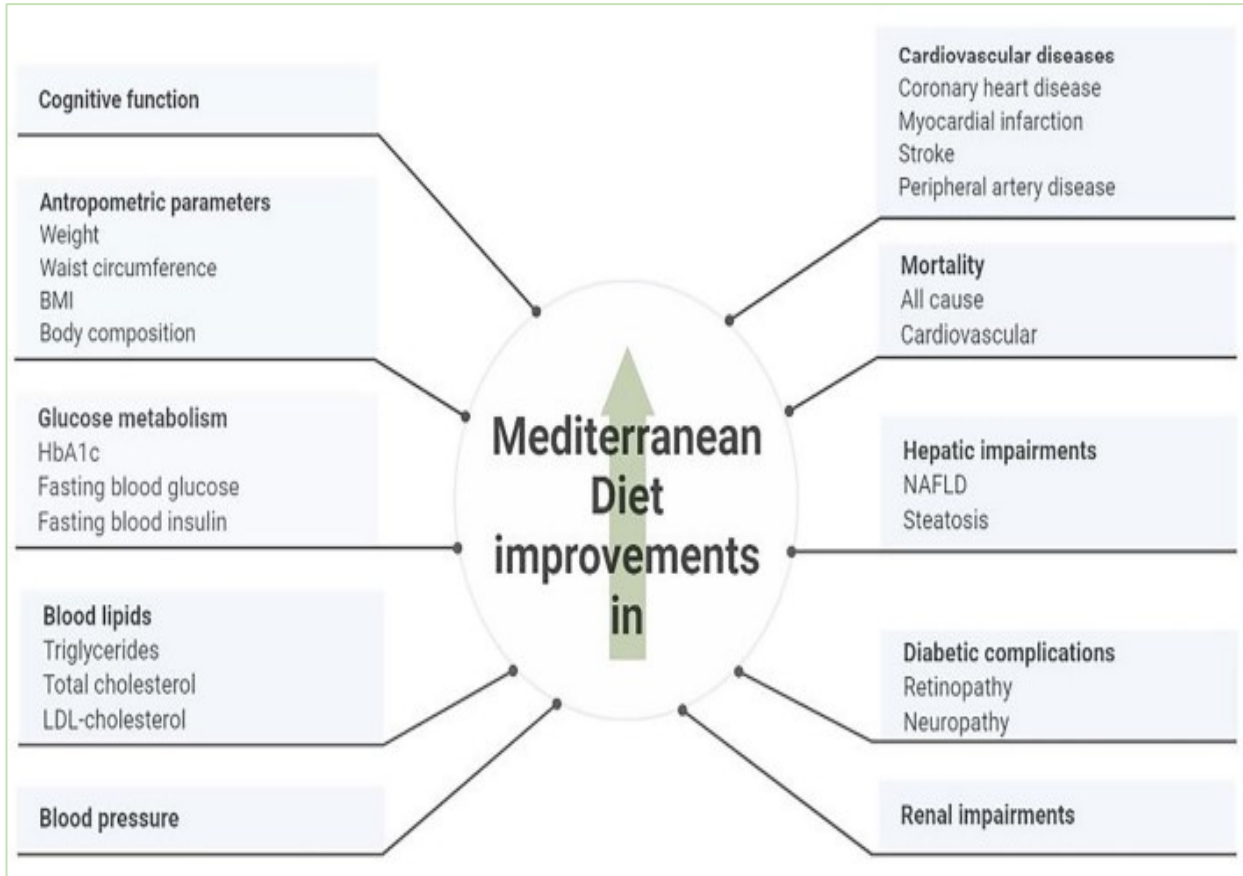 Cognitive function
Antropometric parameters
Weight
Waist circumference
BMI
Body composition
Glucose metabolism
HbA1c
Fasting blood glucose
Fasting blood insulin
Blood lipids
Triglycerides
Total cholesterol
LDL-cholesterol
Blood pressure
Mediterranean
Diet
improvements
in
Cardiovascular diseases
Coronary heart disease
Myocardial infarction
Stroke
Peripheral artery disease
Mortality
All cause
Cardiovascular
Hepatic impairments
NAFLD
Steatosis
Diabetic complications
Retinopathy
Neuropathy
Renal impairments